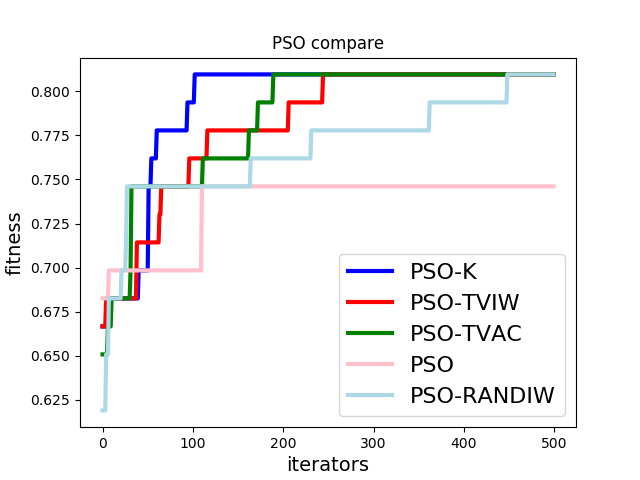 PSO compare
0.800
0.775
0.750
0.725
0.700
0.675
0.650
0.625
fitness
PSO-K
PSO-TVIW
PSO-TVAC
PSO
PSO-RANDIW
0 100 200 300 400 500
iterators